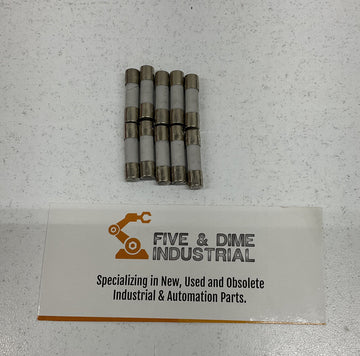 FIVE & DIME
INDUSTRIAL
Specializing in New, Used and Obsolete
Industrial & Automation Parts.